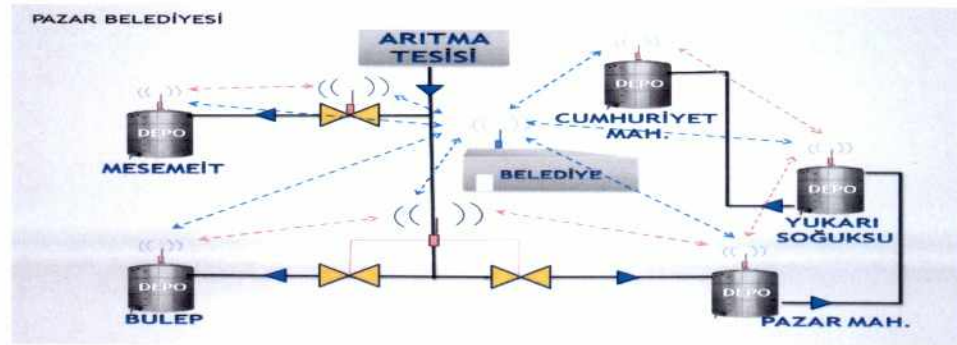 PAZAR BELEDİYESİ
ARITMA
TESİSİ
DEPO
CUMHURİYET
MAH.
DEPO
MESEMEİT
BELEDİYE
DEPO
YUKARI
SOĞUKSU
DEPO
BULEP
DEPO
PAZAR MAH.